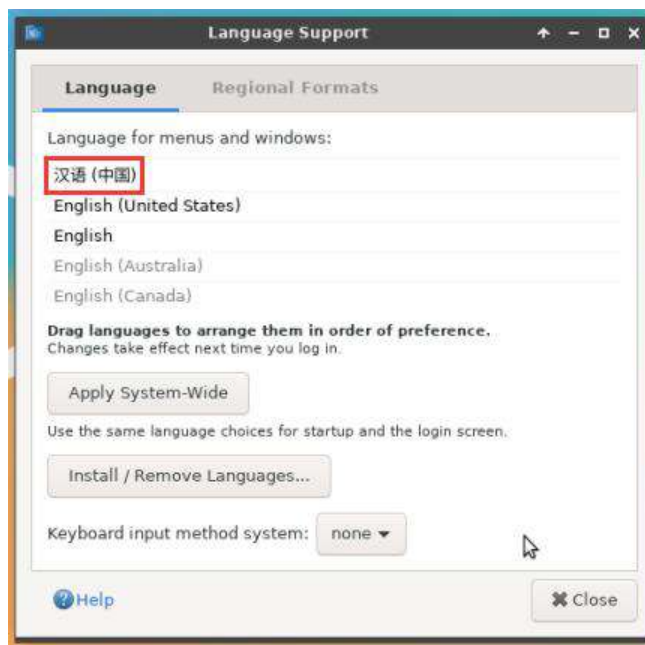 Language Support
Language Regional Formats
Language for menus and windows:
汉语 (中国)
English (United States)
English
English (Australia)
English (Canada)
Drag languages to arrange them in order of preference.
Changes take effect next time you log in.
Apply System-Wide
Use the same language choices for startup and the login screen.
Install / Remove Languages...
Keyboard input method system: none
Help Close